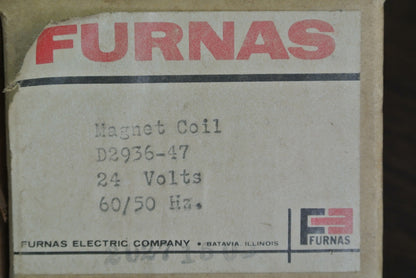 FURNAS
Magnet Coil
D2936-47
24 Volts
60/50 Hz.
FURNAS ELECTRIC COMPANY • BATAVIA, ILLINOIS
FURNAS